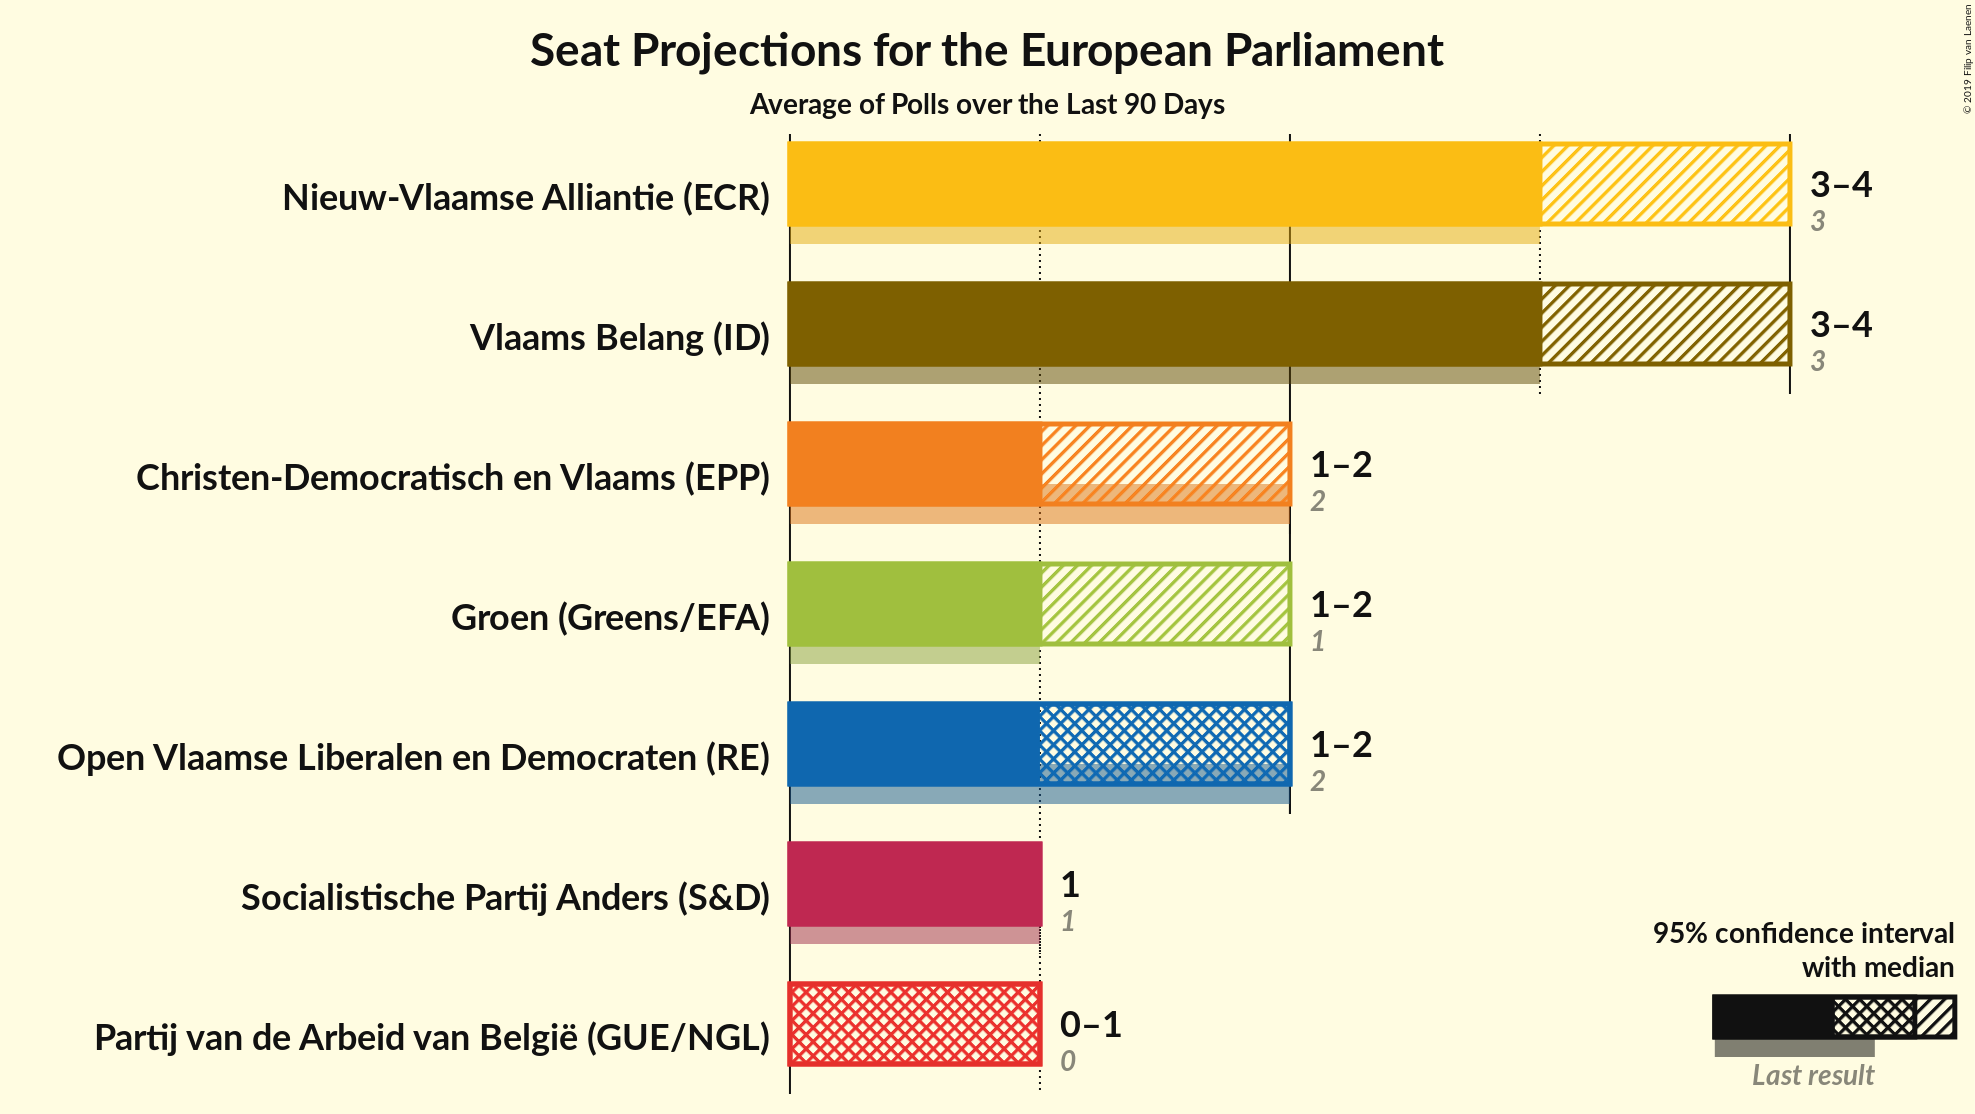 Seat Projections for the European Parliament
Average of Polls over the Last 90 Days
© 2019 Filip van Laenen
Nieuw-Vlaamse Alliantie (ECR)
3–4
3
Vlaams Belang (ID)
3–4
3
Christen-Democratisch en Vlaams (EPP)
1–2
2
Groen (Greens/EFA)
1–2
1
Open Vlaamse Liberalen en Democraten (RE)
1–2
2
Socialistische Partij Anders (S&D)
1
1
Partij van de Arbeid van België (GUE/NGL)
0–1
0
95% confidence interval
with median
Last result